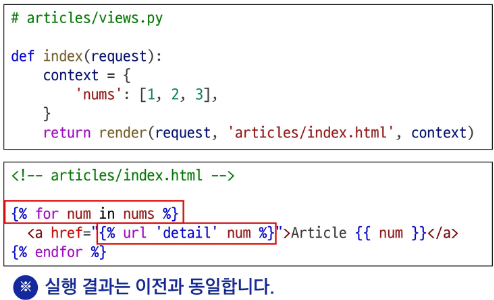 # articles/views.py
def index(request):
    context = {
        'nums': [1, 2, 3],
    }
    return render(request, 'articles/index.html', context)
<!-- articles/index.html -->
{% for num in nums %}
  <a href="{% url 'detail' num %}">Article {{ num }}</a>
{% endfor %}
※ 실행 결과는 이전과 동일합니다.